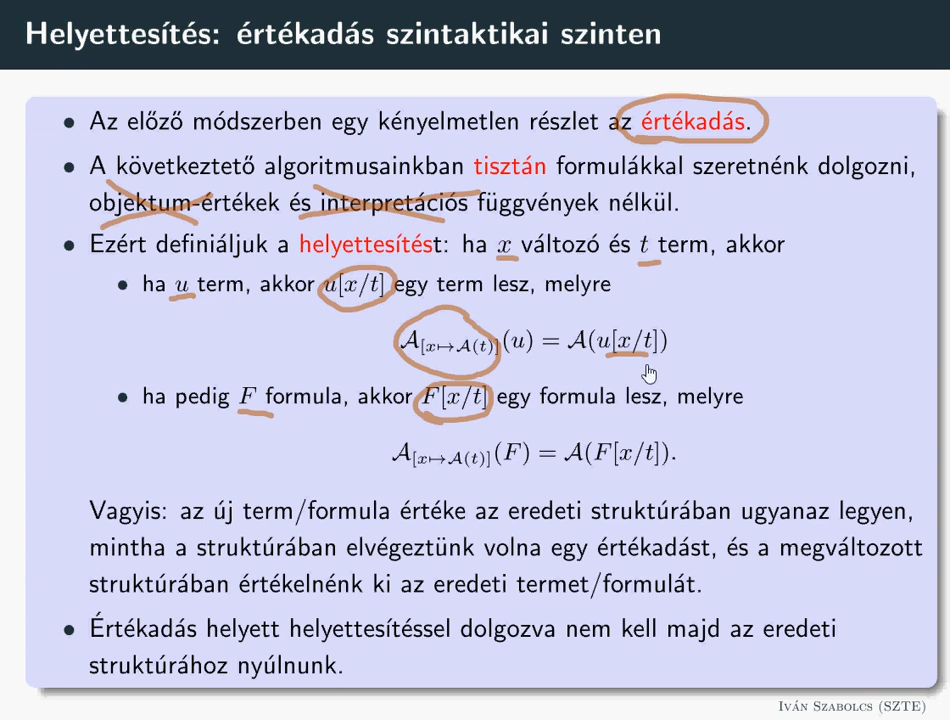 Helyettesítés: értékadás szintaktikai szinten
• Az előző módszerben egy kényelmetlen részlet az értékadás.
• A következtető algoritmusainkban tisztán formulákkal szeretnénk dolgozni,
objektum-értékek és interpretációs függvények nélkül.
• Ezért definiáljuk a helyettesítést: ha x változó és t term, akkor
• ha u term, akkor u[x/t] egy term lesz, melyre
𝒜[x↦𝒜(t)](u) = 𝒜(u[x/t])
• ha pedig F formula, akkor F[x/t] egy formula lesz, melyre
𝒜[x↦𝒜(t)](F) = 𝒜(F[x/t]).
Vagyis: az új term/formula értéke az eredeti struktúrában ugyanaz legyen,
mintha a struktúrában elvégeztünk volna egy értékadást, és a megváltozott
struktúrában értékelnénk ki az eredeti termet/formulát.
• Értékadás helyett helyettesítéssel dolgozva nem kell majd az eredeti
struktúrához nyúlnunk.
Iván Szabolcs (SZTE)